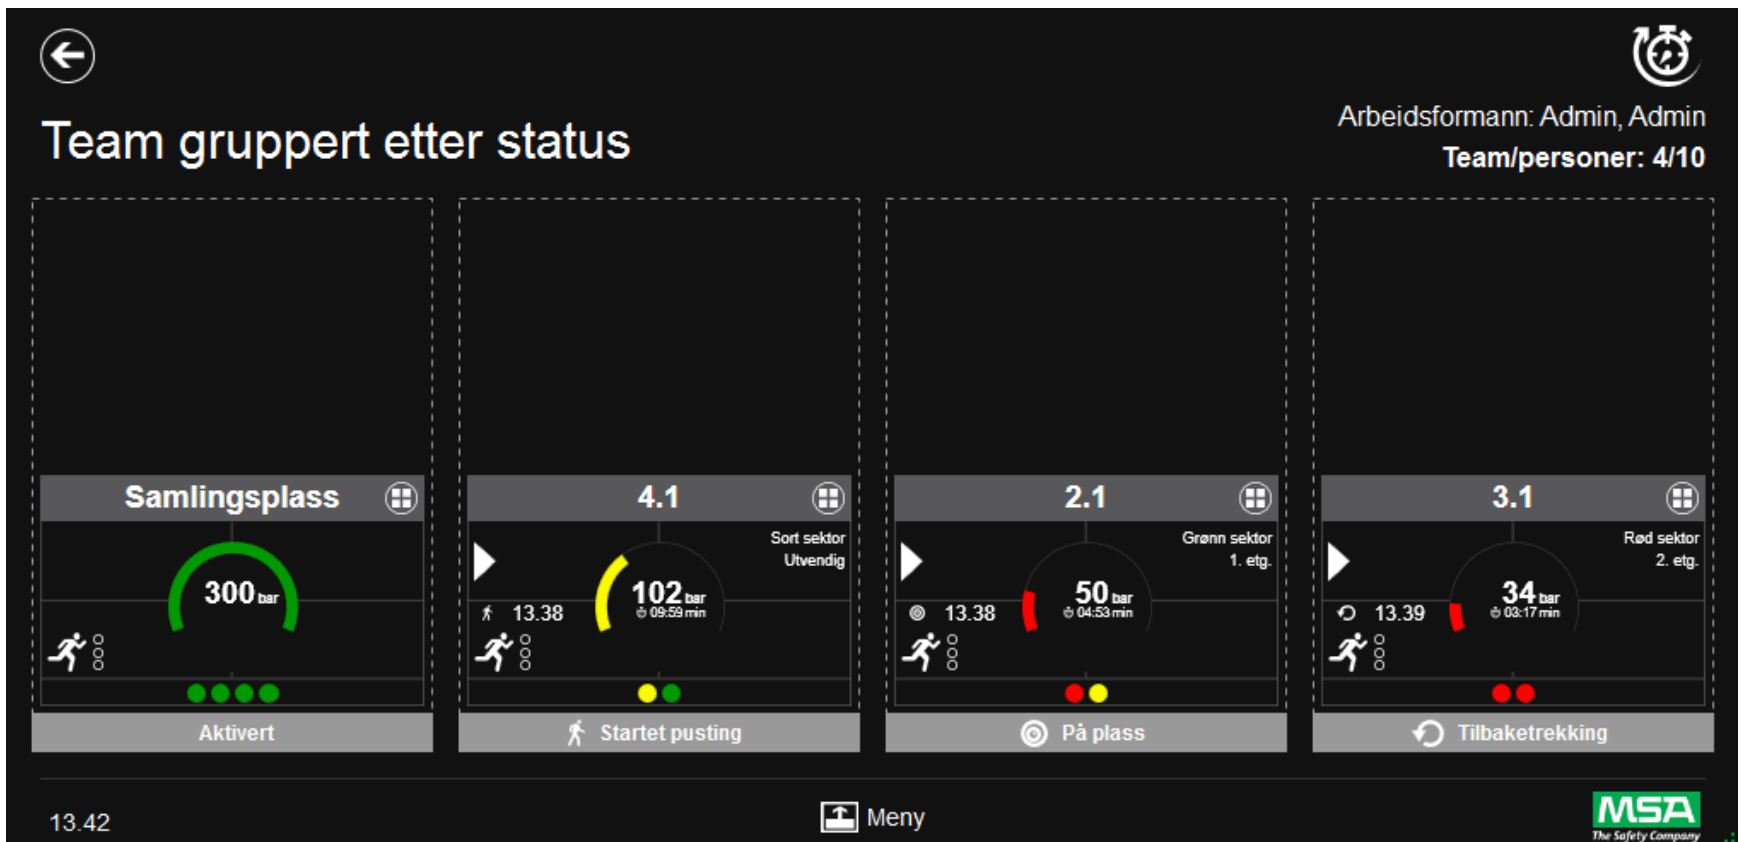 Team gruppert etter status
Arbeidsformann: Admin, Admin
Team/personer: 4/10
Samlingsplass
300 bar
Aktivert
4.1
Sort sektor
Utvendig
102 bar
09:59 min
13.38
Startet pusting
2.1
Grønn sektor
1. etg.
50 bar
04:53 min
13.38
På plass
3.1
Rød sektor
2. etg.
34 bar
03:17 min
13.39
Tilbaketrekking
13.42
Meny
MSA
The Safety Company